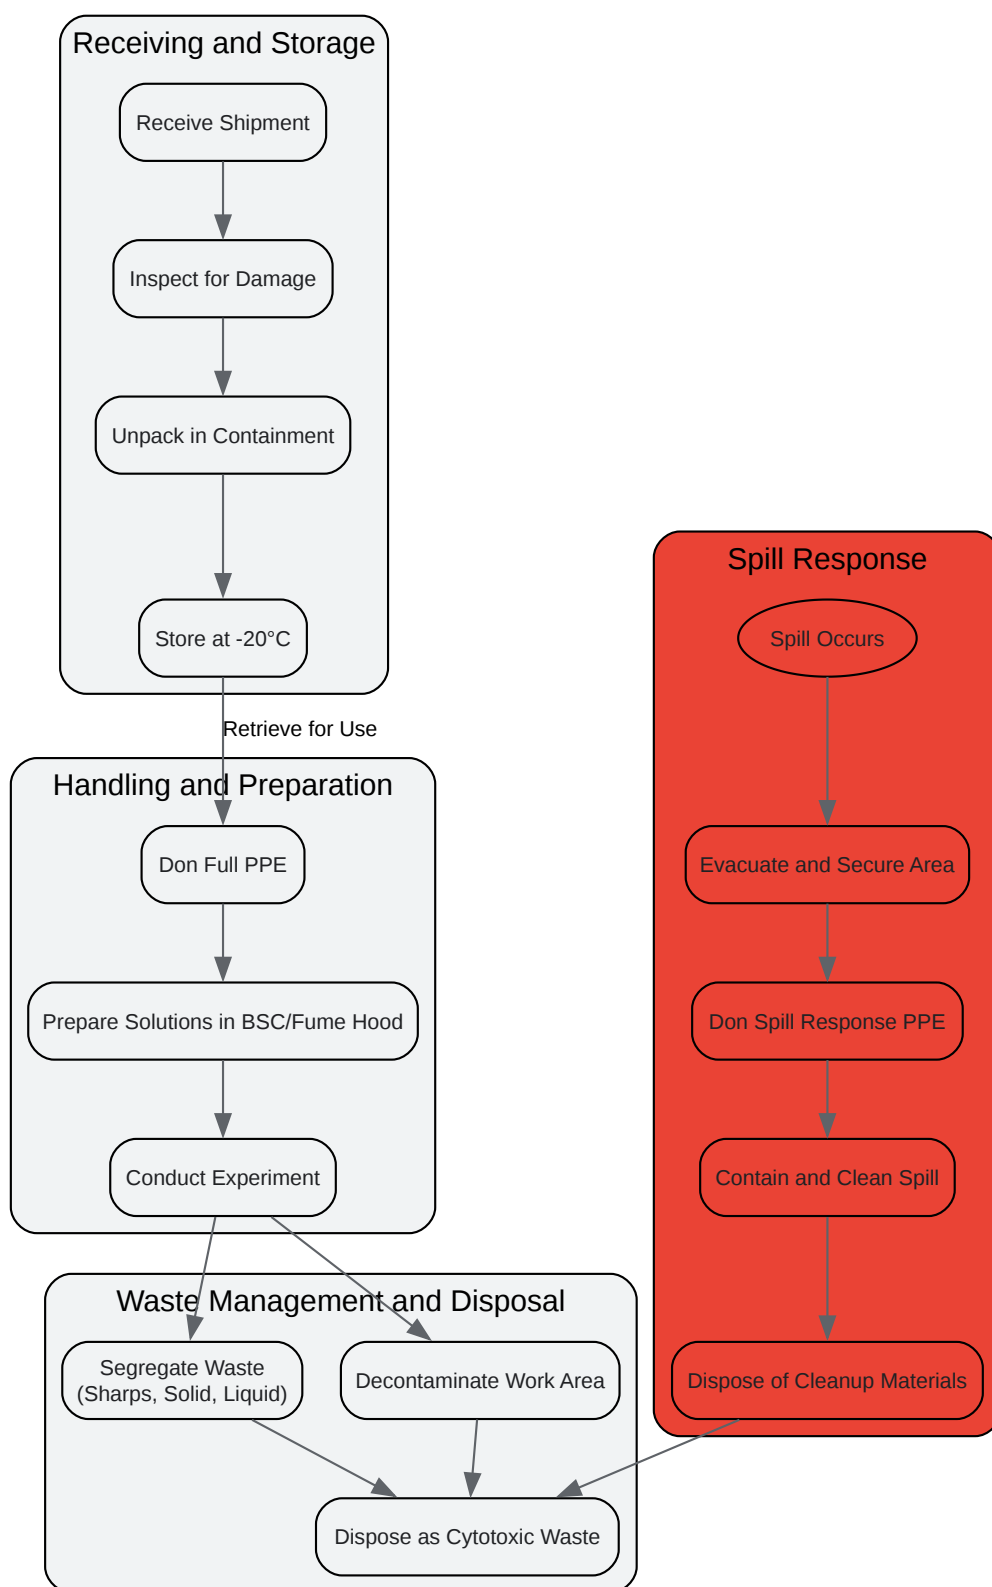 Receiving and Storage
Receive Shipment
Inspect for Damage
Unpack in Containment
Store at -20°C
Retrieve for Use
Handling and Preparation
Don Full PPE
Prepare Solutions in BSC/Fume Hood
Conduct Experiment
Waste Management and Disposal
Segregate Waste
(Sharps, Solid, Liquid)
Decontaminate Work Area
Dispose as Cytotoxic Waste
Spill Response
Spill Occurs
Evacuate and Secure Area
Don Spill Response PPE
Contain and Clean Spill
Dispose of Cleanup Materials